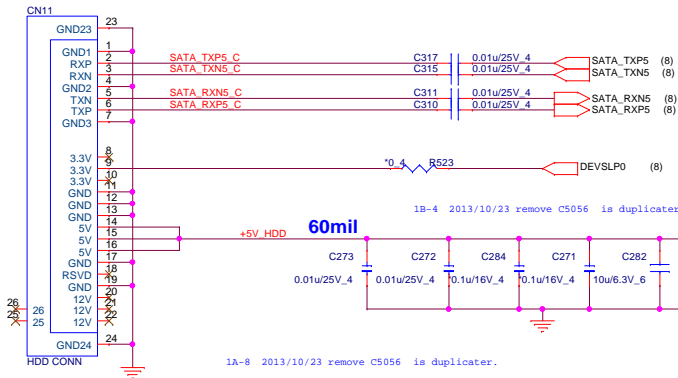 CN11
GND23 23
GND1 1
RXP 2 SATA_TXP5_C C317 0.01u/25V_4 SATA_TXP5 (8)
RXN 3 SATA_TXN5_C C315 0.01u/25V_4 SATA_TXN5 (8)
GND2 4
TXN 5 SATA_RXN5_C C311 0.01u/25V_4 SATA_RXN5 (8)
TXP 6 SATA_RXP5_C C310 0.01u/25V_4 SATA_RXP5 (8)
GND3 7
3.3V 8
3.3V 9 *0_4 R523 DEVSLP0 (8)
3.3V 10
GND 11
GND 12
GND 13
1B-4 2013/10/23 remove C5056 is duplicater
5V 14
5V 15 +5V_HDD 60mil
5V 16
GND 17
RSVD 18
GND 19
12V 20
12V 21
12V 22
C273 C272 C284 C271 C282
0.01u/25V_4 0.01u/25V_4 *0.1u/16V_4 *0.1u/16V_4 10u/6.3V_6
26 26
25 25
GND24 24
HDD CONN
1A-8 2013/10/23 remove C5056 is duplicater.